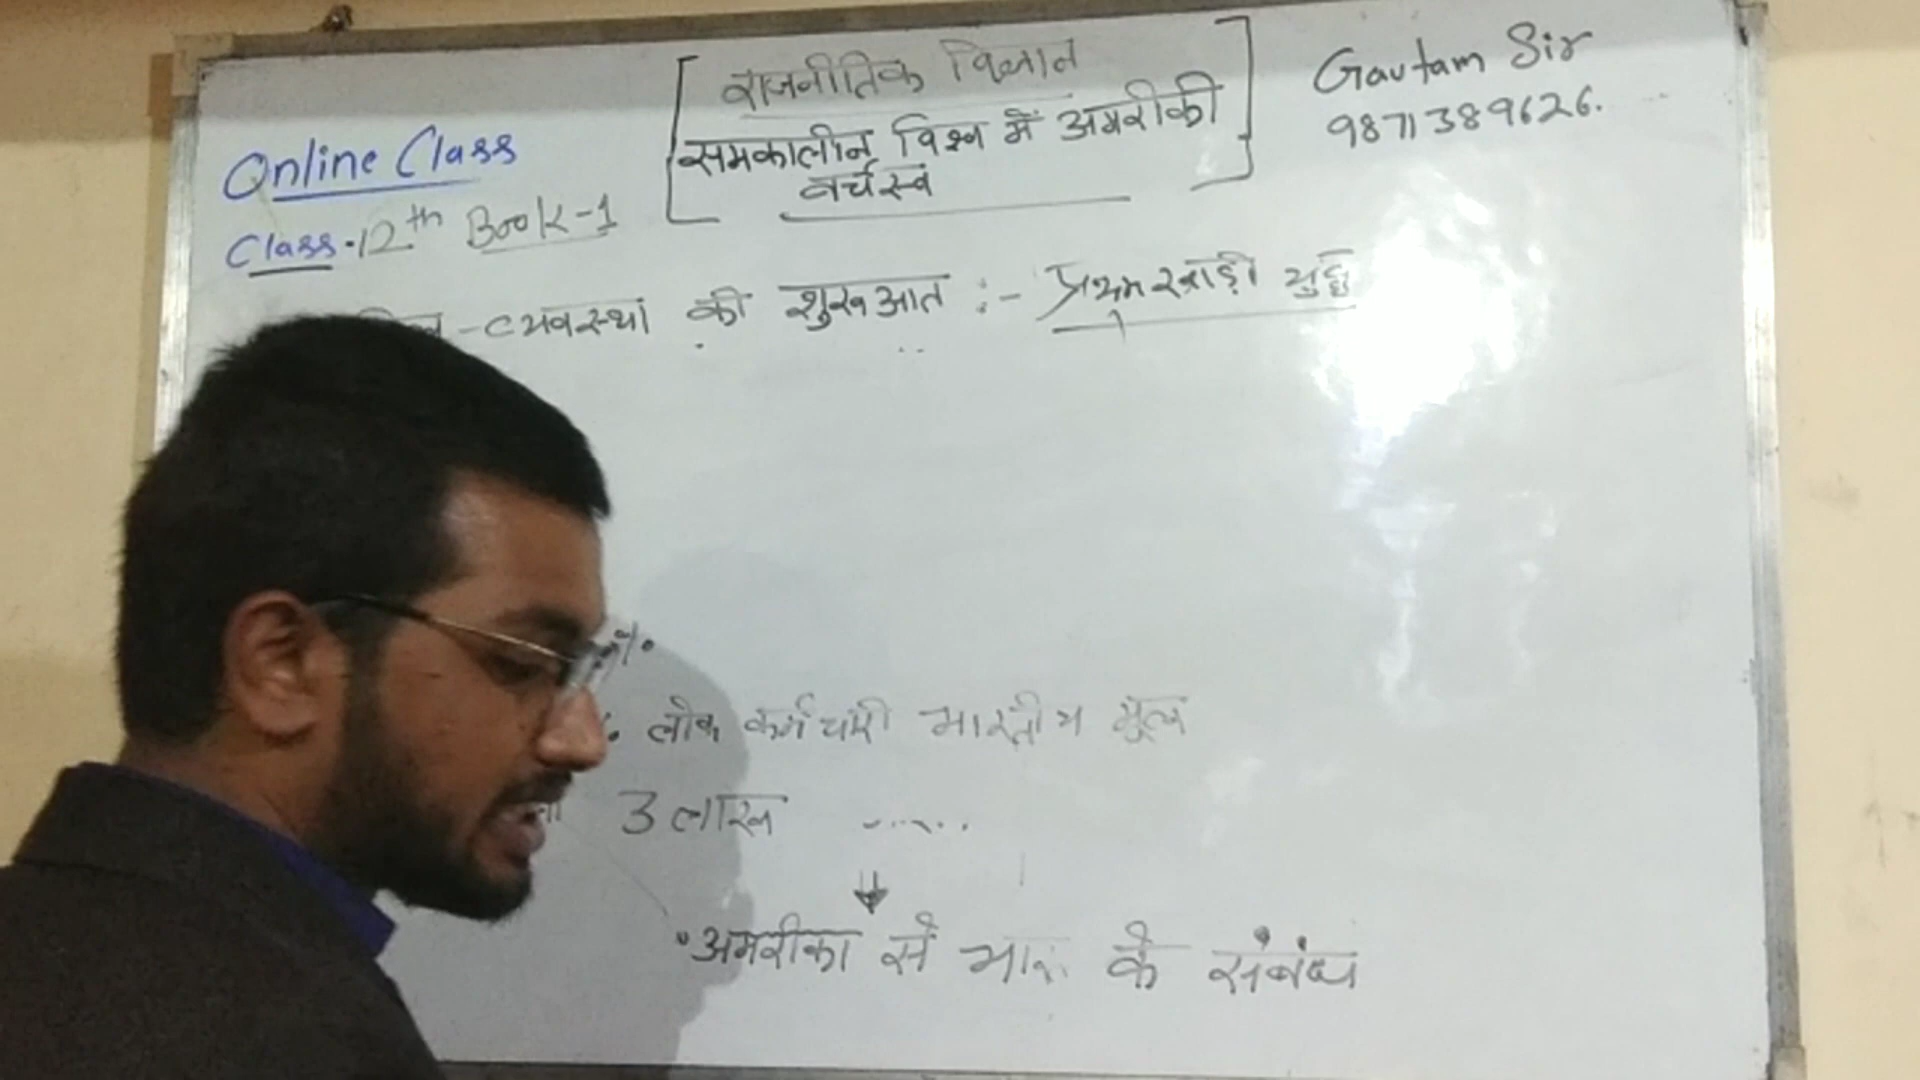 राजनीतिक विज्ञान
समकालीन विश्व में अमरीकी
वर्चस्व
Gautam Sir
9871389626.
Online Class
Class.12th Book-1
-व्यवस्था की शुरुआत :- प्रथम खाड़ी युद्ध
%
लोक कर्मचारी भारतीय मूल
3 लाख .....
• अमरीका से भार के संबंध